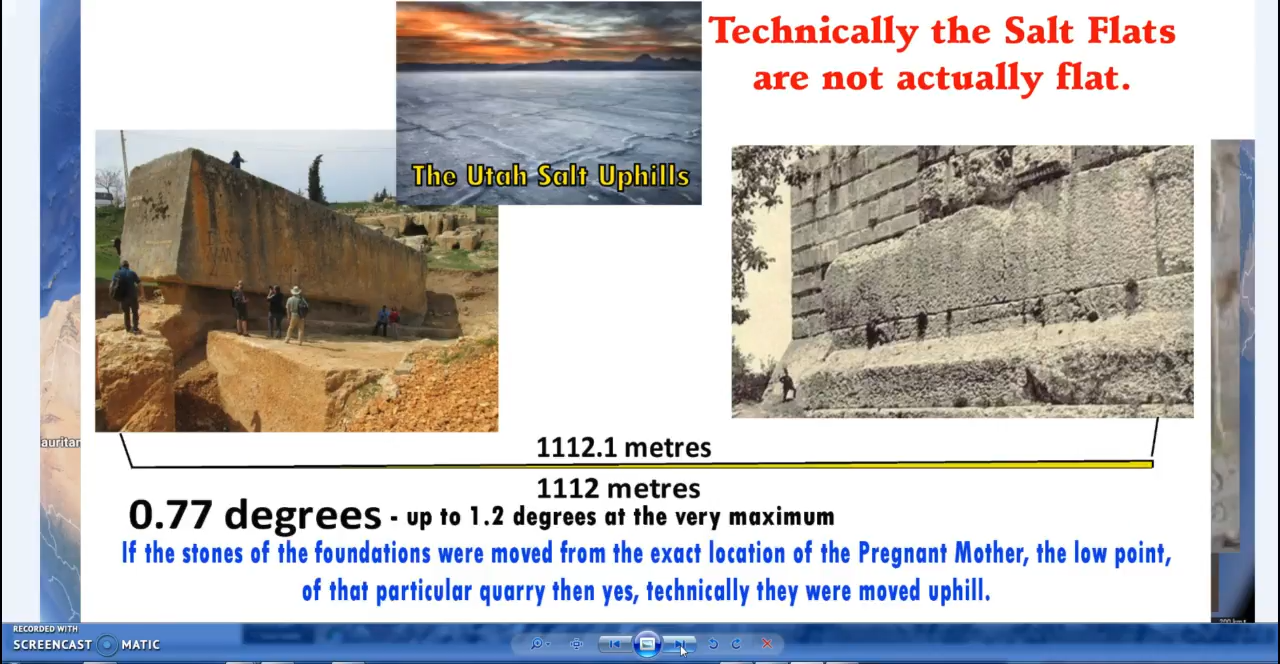 Technically the Salt Flats
are not actually flat.
The Utah Salt Uphills
1112.1 metres
1112 metres
0.77 degrees - up to 1.2 degrees at the very maximum
If the stones of the foundations were moved from the exact location of the Pregnant Mother, the low point,
of that particular quarry then yes, technically they were moved uphill.
auritan
RECORDED WITH
SCREENCAST MATIC